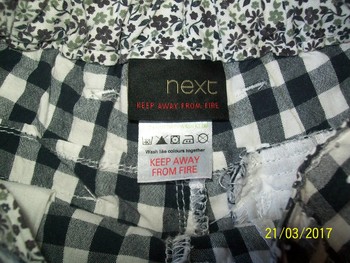 next
KEEP AWAY FROM FIRE
Wash like colours together
KEEP AWAY
FROM FIRE
21/03/2017